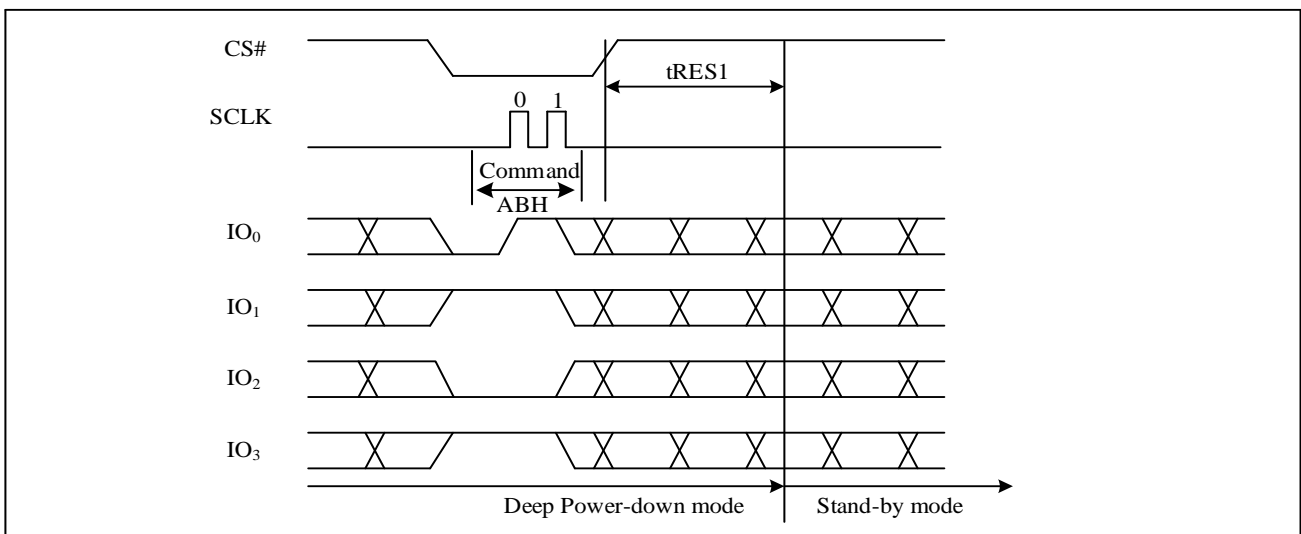 CS#
tRES1
SCLK
0 1
Command
ABH
IO0
IO1
IO2
IO3
Deep Power-down mode Stand-by mode